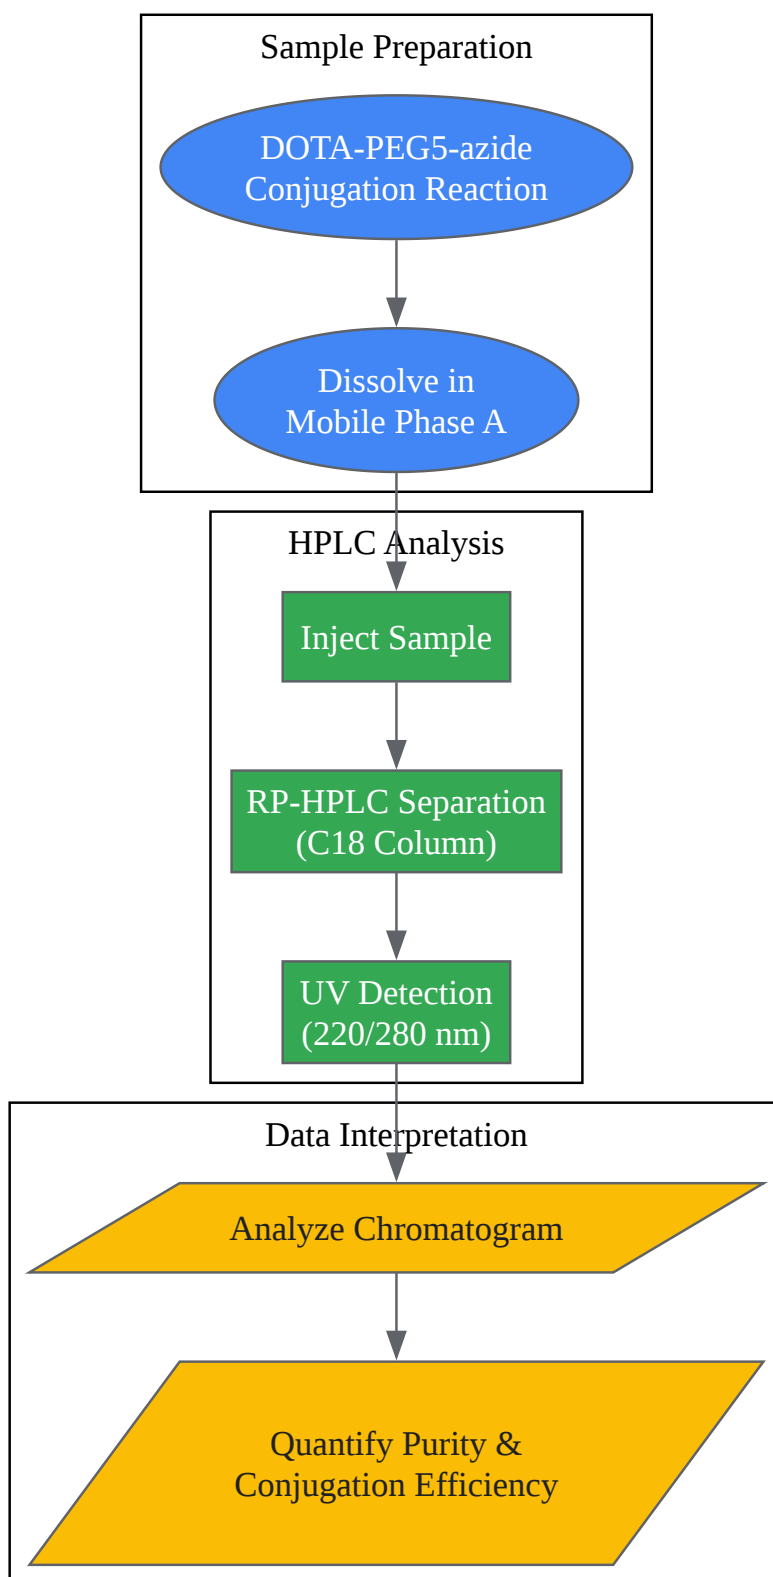 Sample Preparation
DOTA-PEG5-azide
Conjugation Reaction
Dissolve in
Mobile Phase A
HPLC Analysis
Inject Sample
RP-HPLC Separation
(C18 Column)
UV Detection
(220/280 nm)
Data Interpretation
Analyze Chromatogram
Quantify Purity &
Conjugation Efficiency